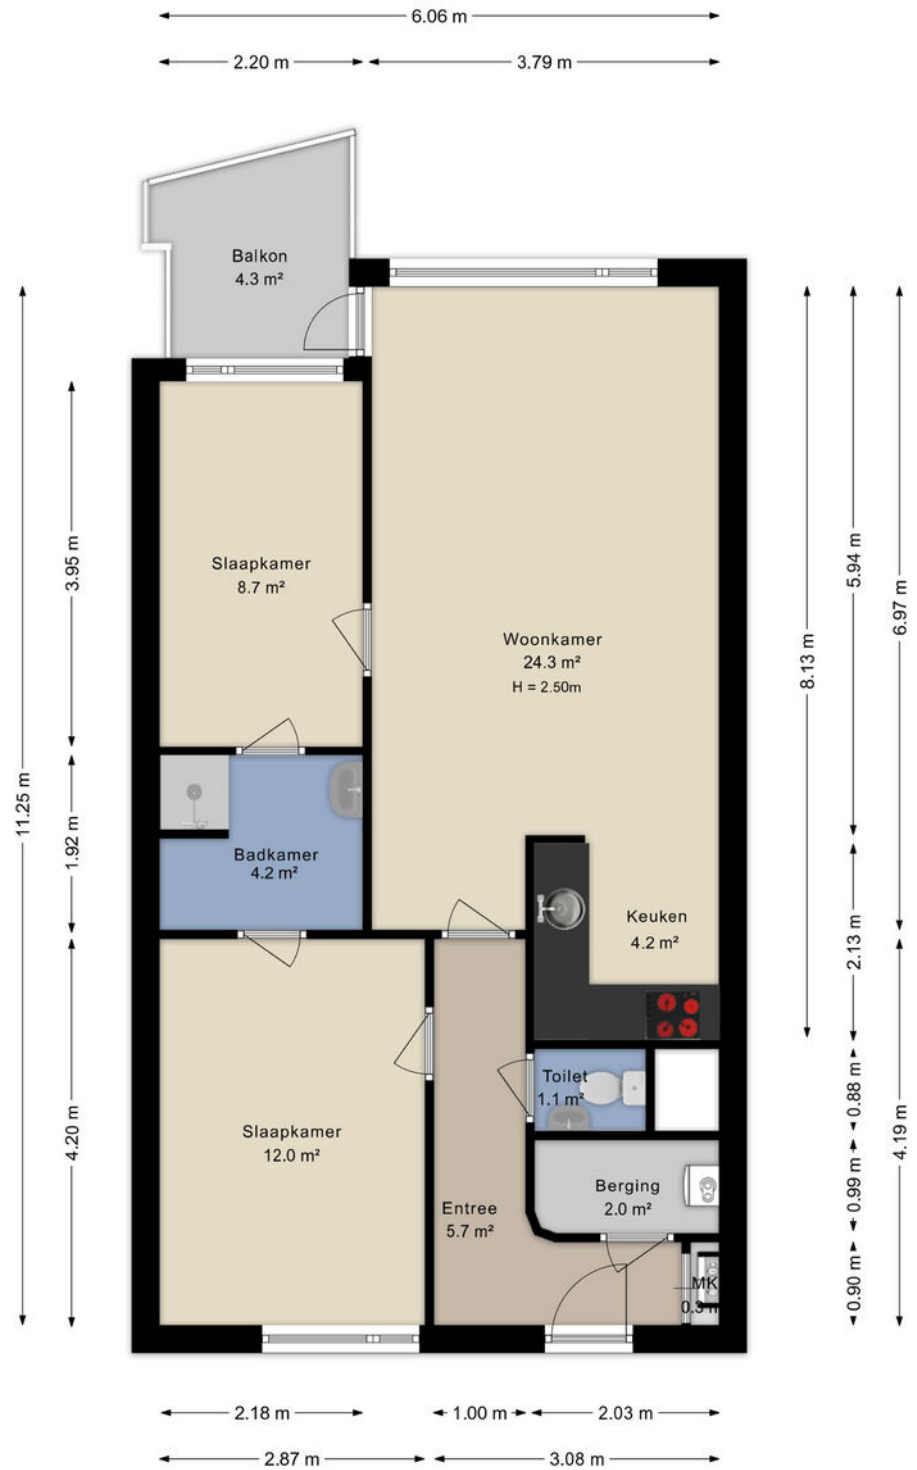 6.06 m
2.20 m
3.79 m
Balkon
4.3 m²
Slaapkamer
8.7 m²
Woonkamer
24.3 m²
H = 2.50m
Badkamer
4.2 m²
Keuken
4.2 m²
Toilet
1.1 m²
Slaapkamer
12.0 m²
Berging
2.0 m²
Entree
5.7 m²
MK
11.25 m
3.95 m
1.92 m
4.20 m
8.13 m
5.94 m
2.13 m
0.88 m
0.99 m
0.90 m
6.97 m
4.19 m
2.18 m
1.00 m
2.03 m
2.87 m
3.08 m